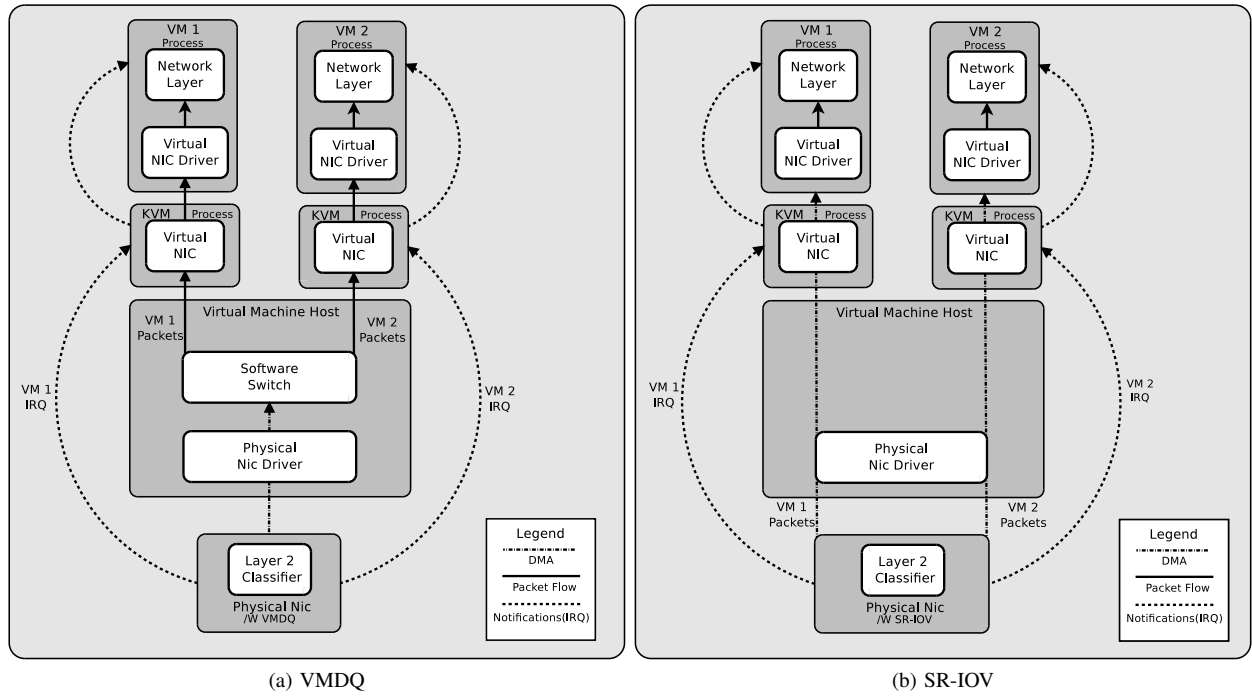 VM 1
Process
Network
Layer
Virtual
NIC Driver
KVM
Process
Virtual
NIC
VM 2
Process
Network
Layer
Virtual
NIC Driver
KVM
Process
Virtual
NIC
Virtual Machine Host
VM 1
Packets
VM 2
Packets
Software
Switch
Physical
Nic Driver
VM 1
IRQ
VM 2
IRQ
Layer 2
Classifier
Physical Nic
/W VMDQ
Legend
DMA
Packet Flow
Notifications(IRQ)
(a) VMDQ
VM 1
Process
Network
Layer
Virtual
NIC Driver
KVM
Process
Virtual
NIC
VM 2
Process
Network
Layer
Virtual
NIC Driver
KVM
Process
Virtual
NIC
Virtual Machine Host
VM 1
IRQ
VM 2
IRQ
Physical
Nic Driver
VM 1
Packets
VM 2
Packets
Layer 2
Classifier
Physical Nic
/W SR-IOV
Legend
DMA
Packet Flow
Notifications(IRQ)
(b) SR-IOV